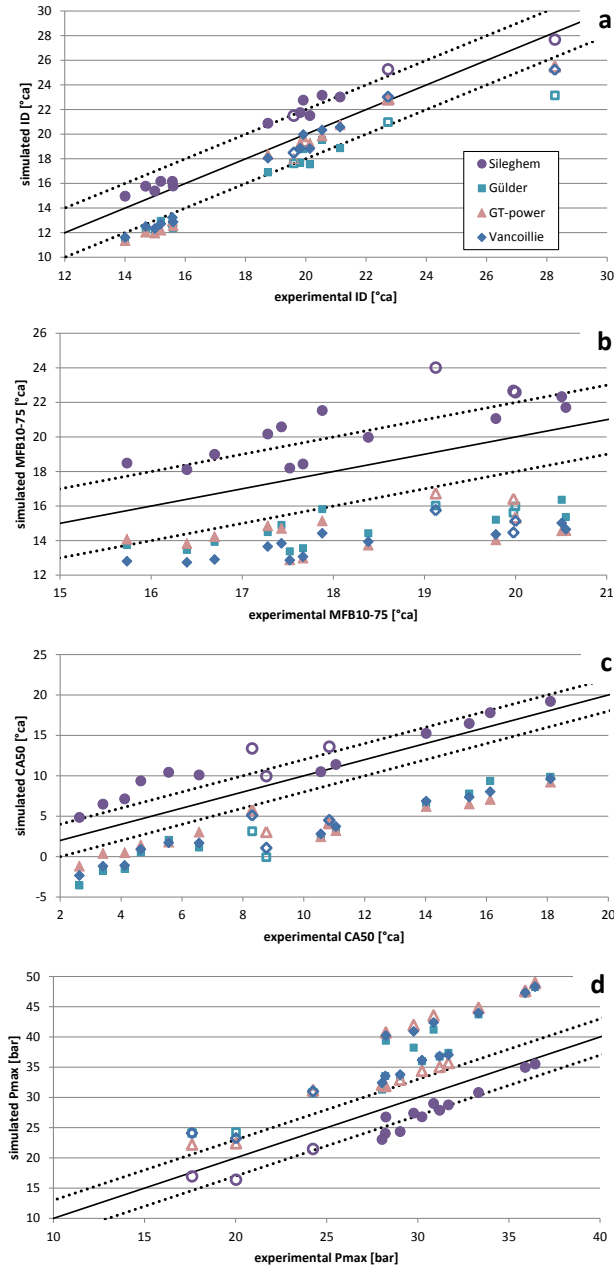 a
30
28
26
24
22
20
18
16
14
12
10
simulated ID [°ca]
12 14 16 18 20 22 24 26 28 30
experimental ID [°ca]
Sileghem
Gülder
GT-power
Vancoillie
b
26
24
22
20
18
16
14
12
simulated MFB10-75 [°ca]
15 16 17 18 19 20 21
experimental MFB10-75 [°ca]
c
25
20
15
10
5
0
-5
simulated CA50 [°ca]
2 4 6 8 10 12 14 16 18 20
experimental CA50 [°ca]
d
50
45
40
35
30
25
20
15
10
simulated Pmax [bar]
10 15 20 25 30 35 40
experimental Pmax [bar]